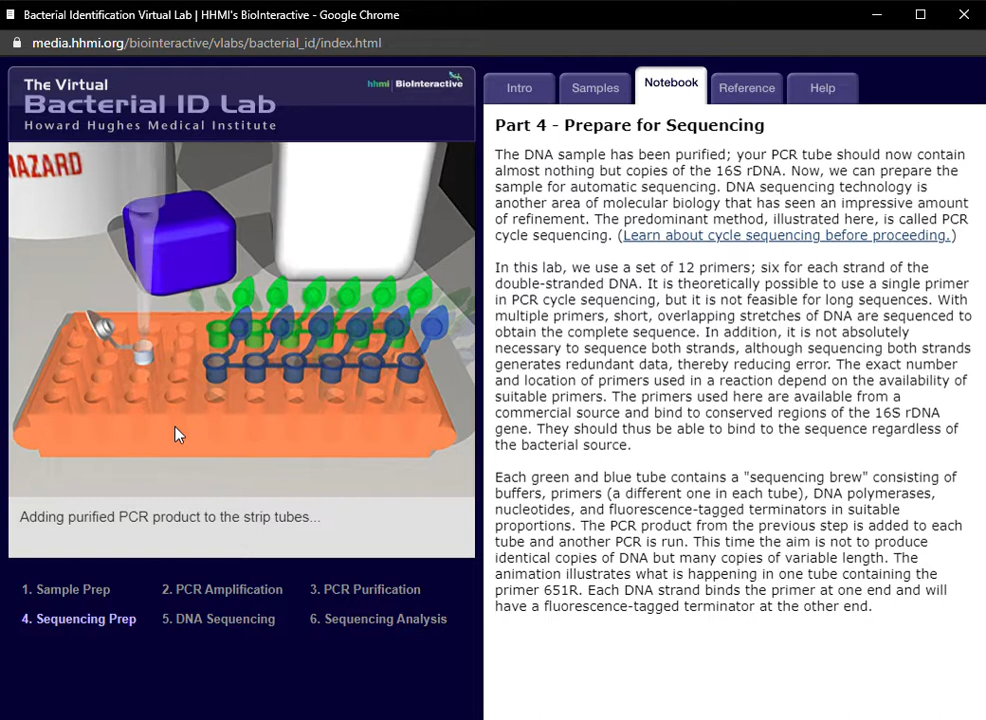 Bacterial Identification Virtual Lab | HHMI's BioInteractive - Google Chrome
media.hhmi.org/biointeractive/vlabs/bacterial_id/index.html
The Virtual
Bacterial ID Lab
Howard Hughes Medical Institute
hhmi | BioInteractive
HAZARD
Adding purified PCR product to the strip tubes...
1. Sample Prep
2. PCR Amplification
3. PCR Purification
4. Sequencing Prep
5. DNA Sequencing
6. Sequencing Analysis
Intro
Samples
Notebook
Reference
Help
Part 4 - Prepare for Sequencing
The DNA sample has been purified; your PCR tube should now contain
almost nothing but copies of the 16S rDNA. Now, we can prepare the
sample for automatic sequencing. DNA sequencing technology is
another area of molecular biology that has seen an impressive amount
of refinement. The predominant method, illustrated here, is called PCR
cycle sequencing. (Learn about cycle sequencing before proceeding.)
In this lab, we use a set of 12 primers; six for each strand of the
double-stranded DNA. It is theoretically possible to use a single primer
in PCR cycle sequencing, but it is not feasible for long sequences. With
multiple primers, short, overlapping stretches of DNA are sequenced to
obtain the complete sequence. In addition, it is not absolutely
necessary to sequence both strands, although sequencing both strands
generates redundant data, thereby reducing error. The exact number
and location of primers used in a reaction depend on the availability of
suitable primers. The primers used here are available from a
commercial source and bind to conserved regions of the 16S rDNA
gene. They should thus be able to bind to the sequence regardless of
the bacterial source.
Each green and blue tube contains a "sequencing brew" consisting of
buffers, primers (a different one in each tube), DNA polymerases,
nucleotides, and fluorescence-tagged terminators in suitable
proportions. The PCR product from the previous step is added to each
tube and another PCR is run. This time the aim is not to produce
identical copies of DNA but many copies of variable length. The
animation illustrates what is happening in one tube containing the
primer 651R. Each DNA strand binds the primer at one end and will
have a fluorescence-tagged terminator at the other end.